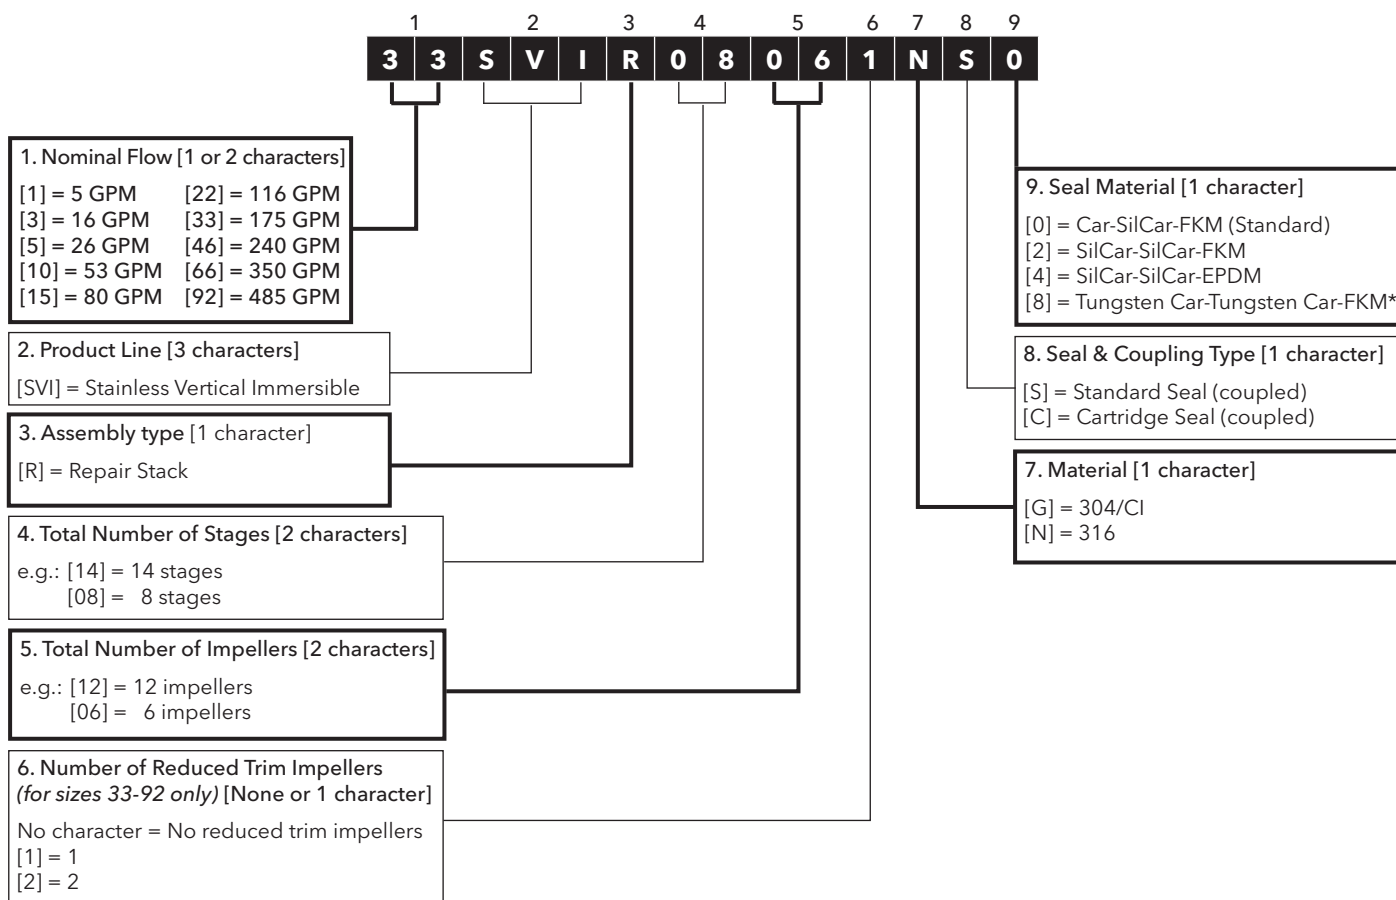 1 2 3 4 5 6 7 8 9
3 3 S V I R 0 8 0 6 1 N S 0
1. Nominal Flow [1 or 2 characters]
[1] = 5 GPM [22] = 116 GPM
[3] = 16 GPM [33] = 175 GPM
[5] = 26 GPM [46] = 240 GPM
[10] = 53 GPM [66] = 350 GPM
[15] = 80 GPM [92] = 485 GPM
2. Product Line [3 characters]
[SVI] = Stainless Vertical Immersible
3. Assembly type [1 character]
[R] = Repair Stack
4. Total Number of Stages [2 characters]
e.g.: [14] = 14 stages
[08] = 8 stages
5. Total Number of Impellers [2 characters]
e.g.: [12] = 12 impellers
[06] = 6 impellers
6. Number of Reduced Trim Impellers
(for sizes 33-92 only) [None or 1 character]
No character = No reduced trim impellers
[1] = 1
[2] = 2
9. Seal Material [1 character]
[0] = Car-SilCar-FKM (Standard)
[2] = SilCar-SilCar-FKM
[4] = SilCar-SilCar-EPDM
[8] = Tungsten Car-Tungsten Car-FKM*
8. Seal & Coupling Type [1 character]
[S] = Standard Seal (coupled)
[C] = Cartridge Seal (coupled)
7. Material [1 character]
[G] = 304/CI
[N] = 316